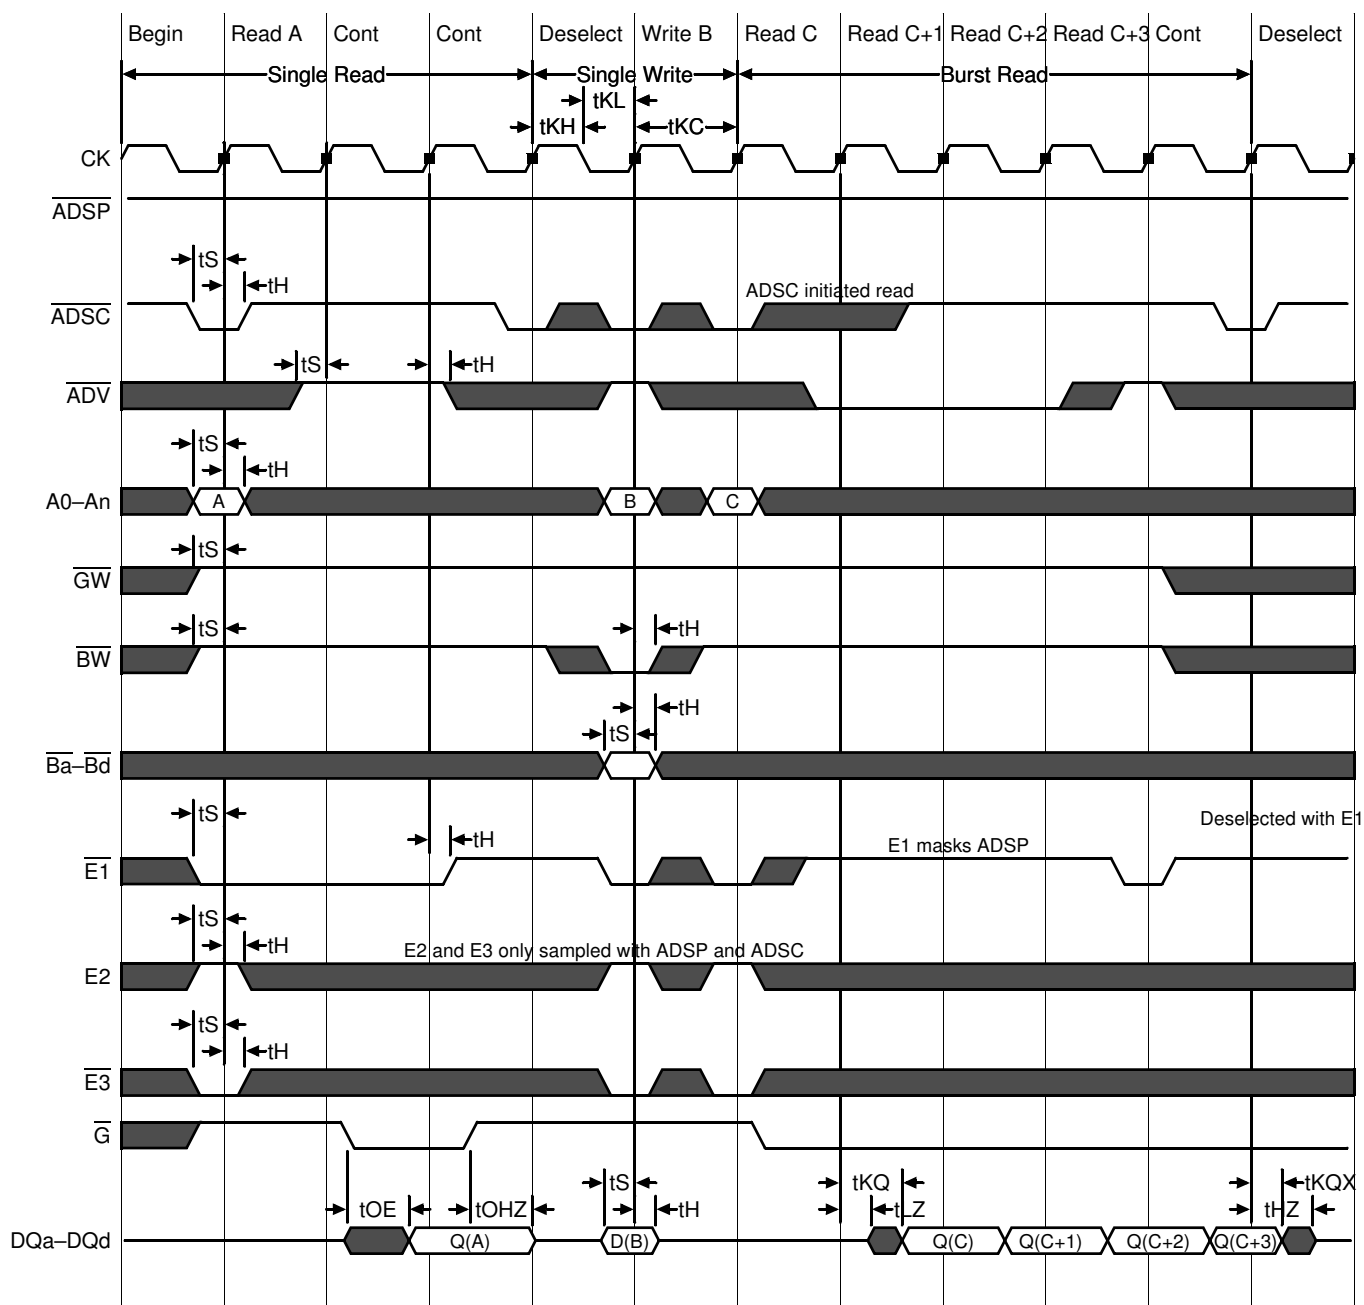 Begin Read A Cont Cont Deselect Write B Read C Read C+1 Read C+2 Read C+3 Cont Deselect
Single Read Single Write Burst Read
tKL
tKH tKC
CK
ADSP
tS
tH
ADSC initiated read
ADSC
tS tH
ADV
tS
tH
A0–An A B C
tS
GW
tS tH
BW
tH
tS
Ba–Bd
tS
Deselected with E1
tH
E1 masks ADSP
E1
tS
tH
E2 and E3 only sampled with ADSP and ADSC
E2
tS
tH
E3
G
tS tKQ tKQX
tOE tOHZ tH tLZ tHZ
DQa–DQd Q(A) D(B) Q(C) Q(C+1) Q(C+2) Q(C+3)